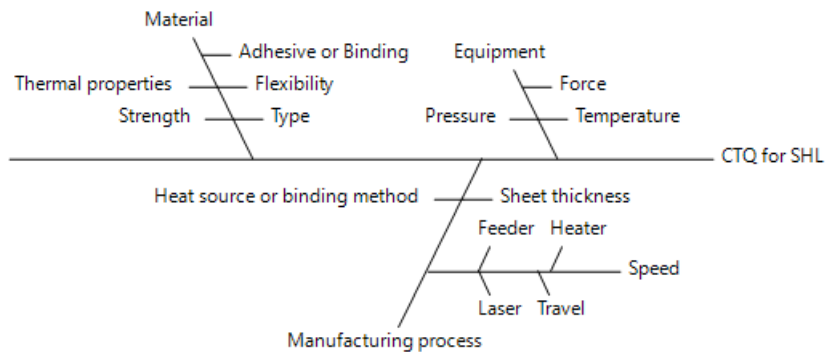 Material
Adhesive or Binding
Equipment
Thermal properties
Flexibility
Force
Strength
Type
Pressure
Temperature
CTQ for SHL
Heat source or binding method
Sheet thickness
Feeder
Heater
Speed
Laser
Travel
Manufacturing process